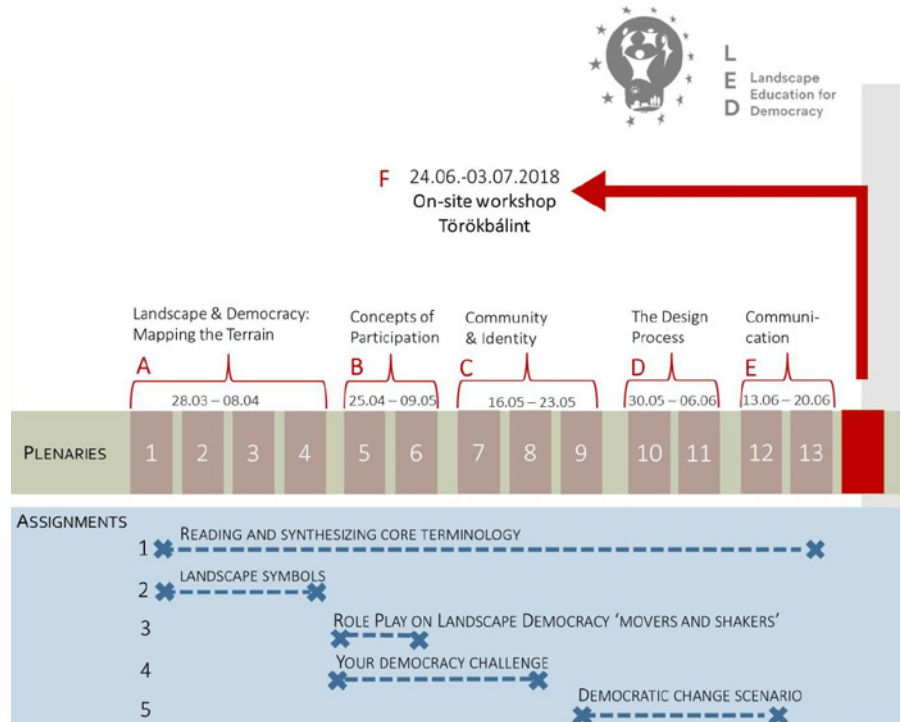 L
E
D
Landscape
Education for
Democracy
F
24.06.-03.07.2018
On-site workshop
Törökbálint
Landscape & Democracy:
Mapping the Terrain
Concepts of
Participation
Community
& Identity
The Design
Process
Communi-
cation
A
B
C
D
E
28.03 – 08.04
25.04 – 09.05
16.05 – 23.05
30.05 – 06.06
13.06 – 20.06
PLENARIES
1 2 3 4 5 6 7 8 9 10 11 12 13
ASSIGNMENTS
1 READING AND SYNTHESIZING CORE TERMINOLOGY
2 LANDSCAPE SYMBOLS
3 ROLE PLAY ON LANDSCAPE DEMOCRACY ‘MOVERS AND SHAKERS’
4 YOUR DEMOCRACY CHALLENGE
5 DEMOCRATIC CHANGE SCENARIO